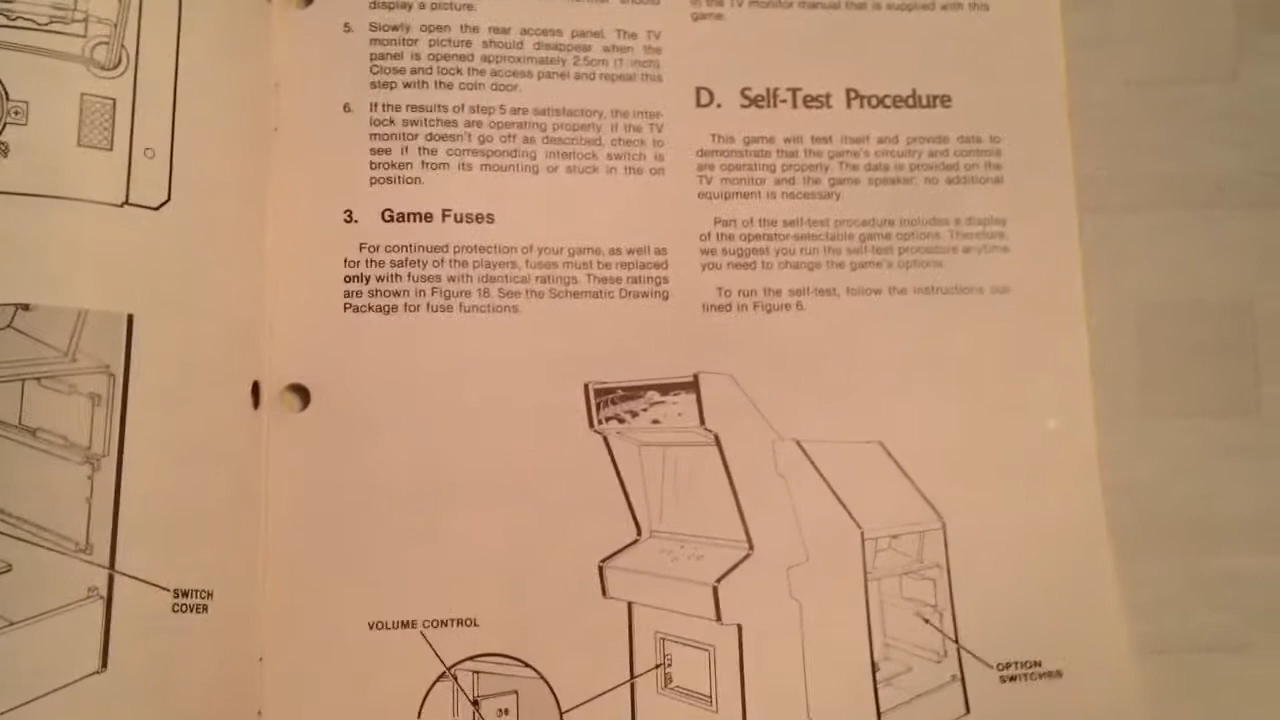 display a picture.
5. Slowly open the rear access panel. The TV
monitor picture should disappear when the
panel is opened approximately 2.5cm (1 inch).
Close and lock the access panel and repeat this
step with the coin door.
6. If the results of step 5 are satisfactory, the inter-
lock switches are operating properly. If the TV
monitor doesn't go off as described, check to
see if the corresponding interlock switch is
broken from its mounting or stuck in the on
position.
3. Game Fuses
For continued protection of your game, as well as
for the safety of the players, fuses must be replaced
only with fuses with identical ratings. These ratings
are shown in Figure 18. See the Schematic Drawing
Package for fuse functions.
in the TV monitor manual that is supplied with this
game.
D. Self-Test Procedure
This game will test itself and provide data to
demonstrate that the game's circuitry and controls
are operating properly. The data is provided on the
TV monitor and the game speaker; no additional
equipment is necessary.
Part of the self-test procedure includes a display
of the operator-selectable game options. Therefore,
we suggest you run the self-test procedure anytime
you need to change the game's options.
To run the self-test, follow the instructions out-
lined in Figure 6.
SWITCH
COVER
VOLUME CONTROL
OPTION
SWITCHES